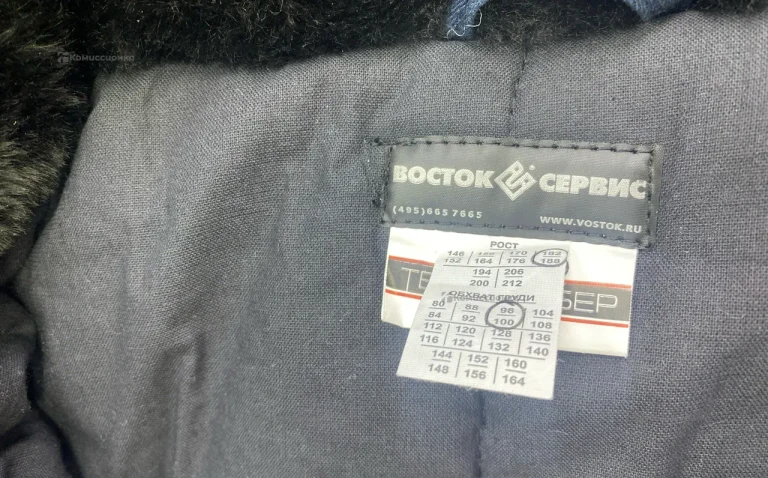 Комиссионка
ВОСТОК СЕРВИС
(495)665 7665
WWW.VOSTOK.RU
РОСТ
146 170 182
152 164 176 188
194 206
200 212
ОБХВАТ ГРУДИ
80 88 96 104
84 92 100 108
112 120 128 136
116 124 132 140
144 152 160
148 156 164